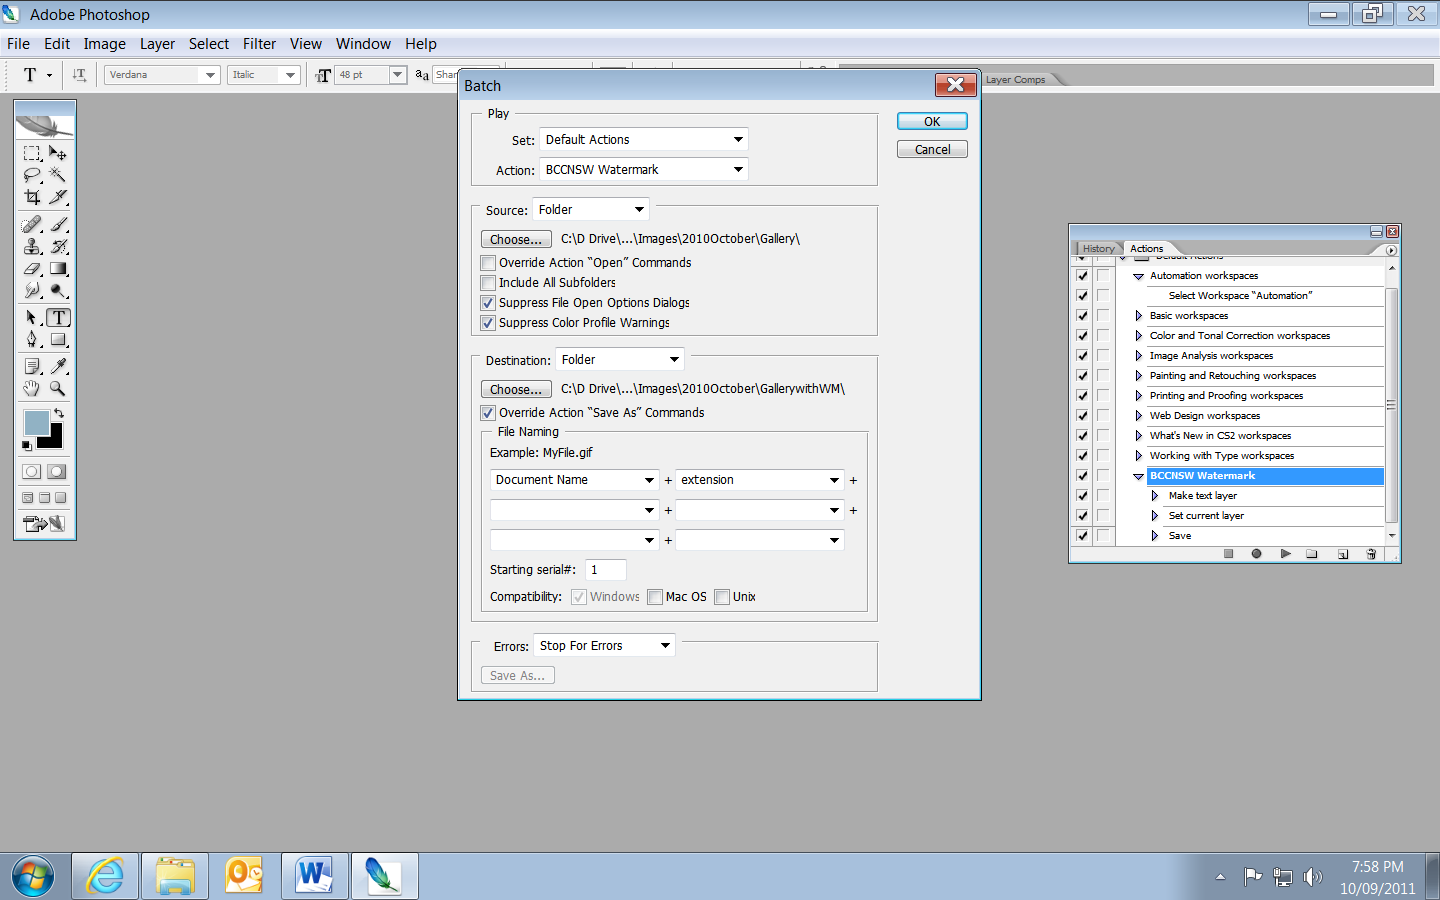 Adobe Photoshop
File Edit Image Layer Select Filter View Window Help
T Verdana Italic TT 48 pt aa Shar
Layer Comps
Batch
Play
Set: Default Actions
Action: BCCNSW Watermark
OK
Cancel
Source: Folder
Choose... C:\D Drive\...\Images\2010October\Gallery\
Override Action “Open” Commands
Include All Subfolders
Suppress File Open Options Dialogs
Suppress Color Profile Warnings
Destination: Folder
Choose... C:\D Drive\...\Images\2010October\GallerywithWM\
Override Action “Save As” Commands
File Naming
Example: MyFile.gif
Document Name + extension +
+ +
+
Starting serial#: 1
Compatibility: Windows Mac OS Unix
Errors: Stop For Errors
Save As...
History Actions
Default Actions
Automation workspaces
Select Workspace “Automation”
Basic workspaces
Color and Tonal Correction workspaces
Image Analysis workspaces
Painting and Retouching workspaces
Printing and Proofing workspaces
Web Design workspaces
What's New in CS2 workspaces
Working with Type workspaces
BCCNSW Watermark
Make text layer
Set current layer
Save
7:58 PM
10/09/2011